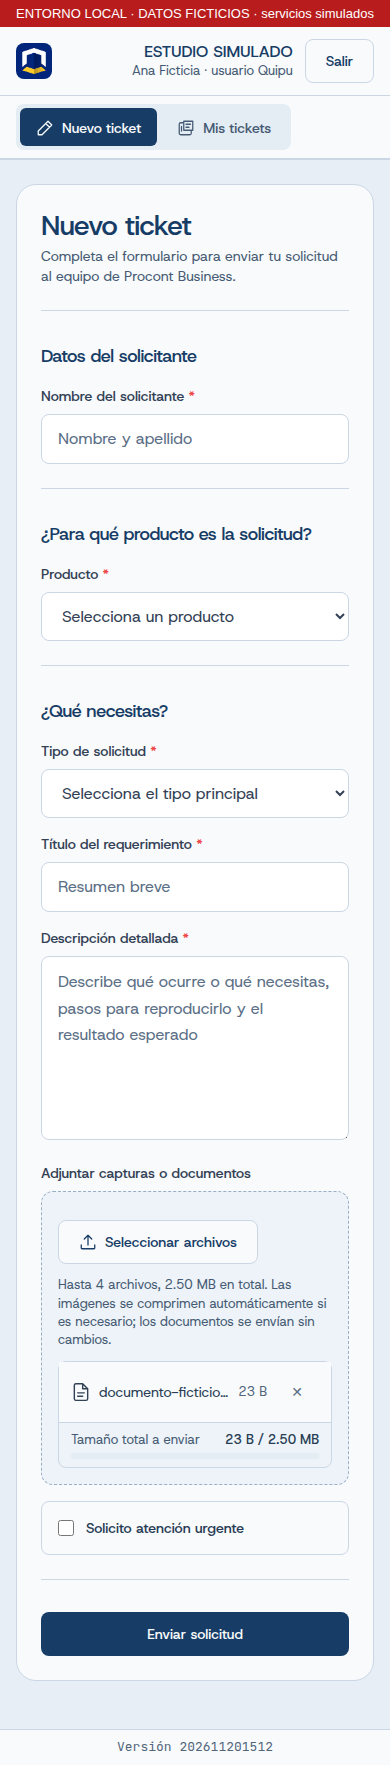 ENTORNO LOCAL · DATOS FICTICIOS · servicios simulados
ESTUDIO SIMULADO
Ana Ficticia · usuario Quipu
Salir
Nuevo ticket
Mis tickets
Nuevo ticket
Completa el formulario para enviar tu solicitud
al equipo de Procont Business.
Datos del solicitante
Nombre del solicitante *
Nombre y apellido
¿Para qué producto es la solicitud?
Producto *
Selecciona un producto
¿Qué necesitas?
Tipo de solicitud *
Selecciona el tipo principal
Título del requerimiento *
Resumen breve
Descripción detallada *
Describe qué ocurre o qué necesitas,
pasos para reproducirlo y el
resultado esperado
Adjuntar capturas o documentos
Seleccionar archivos
Hasta 4 archivos, 2.50 MB en total. Las
imágenes se comprimen automáticamente si
es necesario; los documentos se envían sin
cambios.
documento-ficticio... 23 B ×
Tamaño total a enviar 23 B / 2.50 MB
Solicito atención urgente
Enviar solicitud
Versión 202611201512